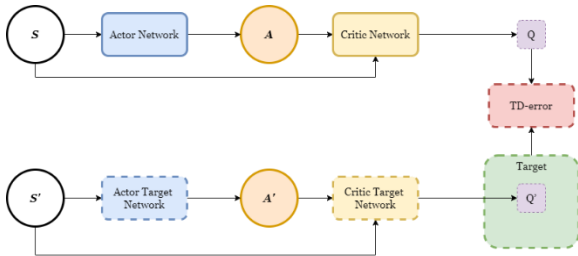 S
Actor Network
A
Critic Network
Q
TD-error
Target
S'
Actor Target
Network
A'
Critic Target
Network
Q'